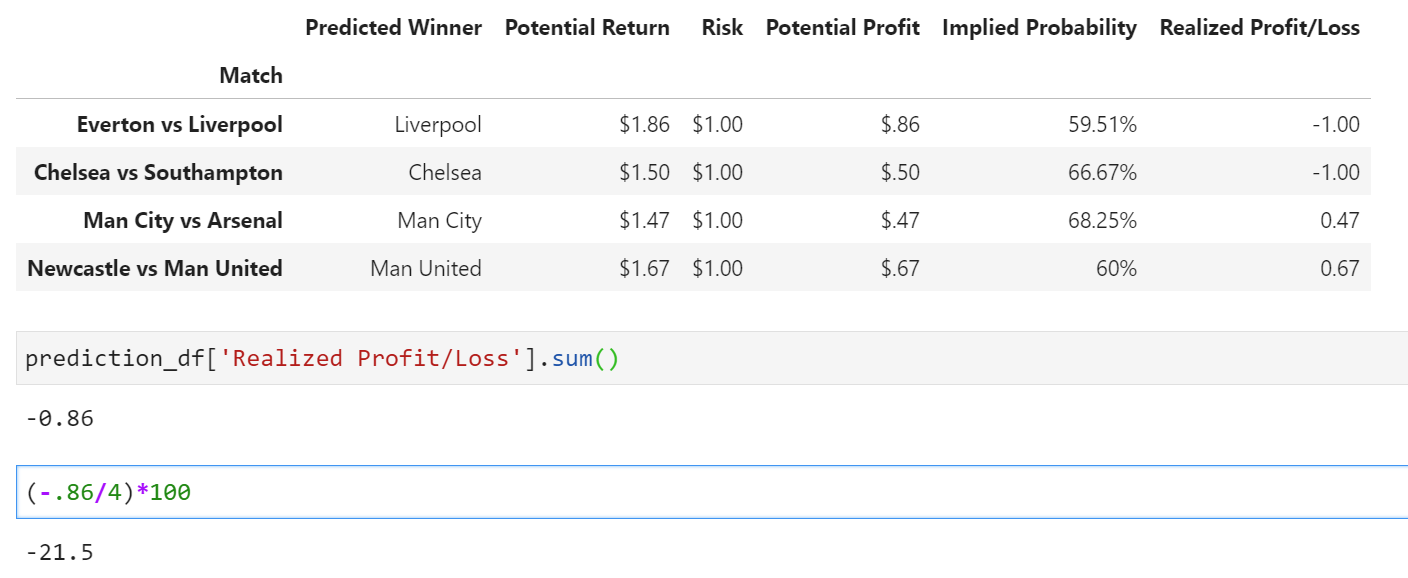 Predicted Winner Potential Return Risk Potential Profit Implied Probability Realized Profit/Loss
Match
Everton vs Liverpool Liverpool $1.86 $1.00 $.86 59.51% -1.00
Chelsea vs Southampton Chelsea $1.50 $1.00 $.50 66.67% -1.00
Man City vs Arsenal Man City $1.47 $1.00 $.47 68.25% 0.47
Newcastle vs Man United Man United $1.67 $1.00 $.67 60% 0.67
prediction_df['Realized Profit/Loss'].sum()
-0.86
(-.86/4)*100
-21.5